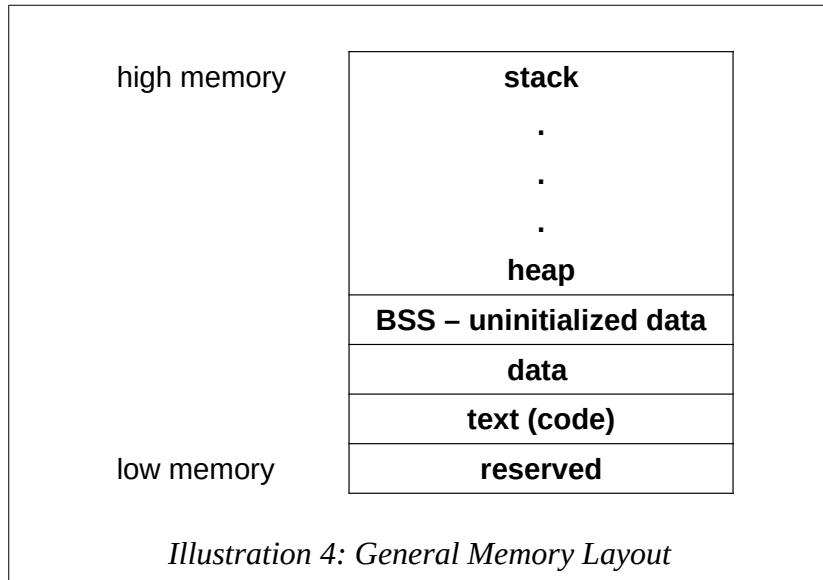 high memory
stack
.
.
.
heap
BSS – uninitialized data
data
text (code)
low memory
reserved
Illustration 4: General Memory Layout